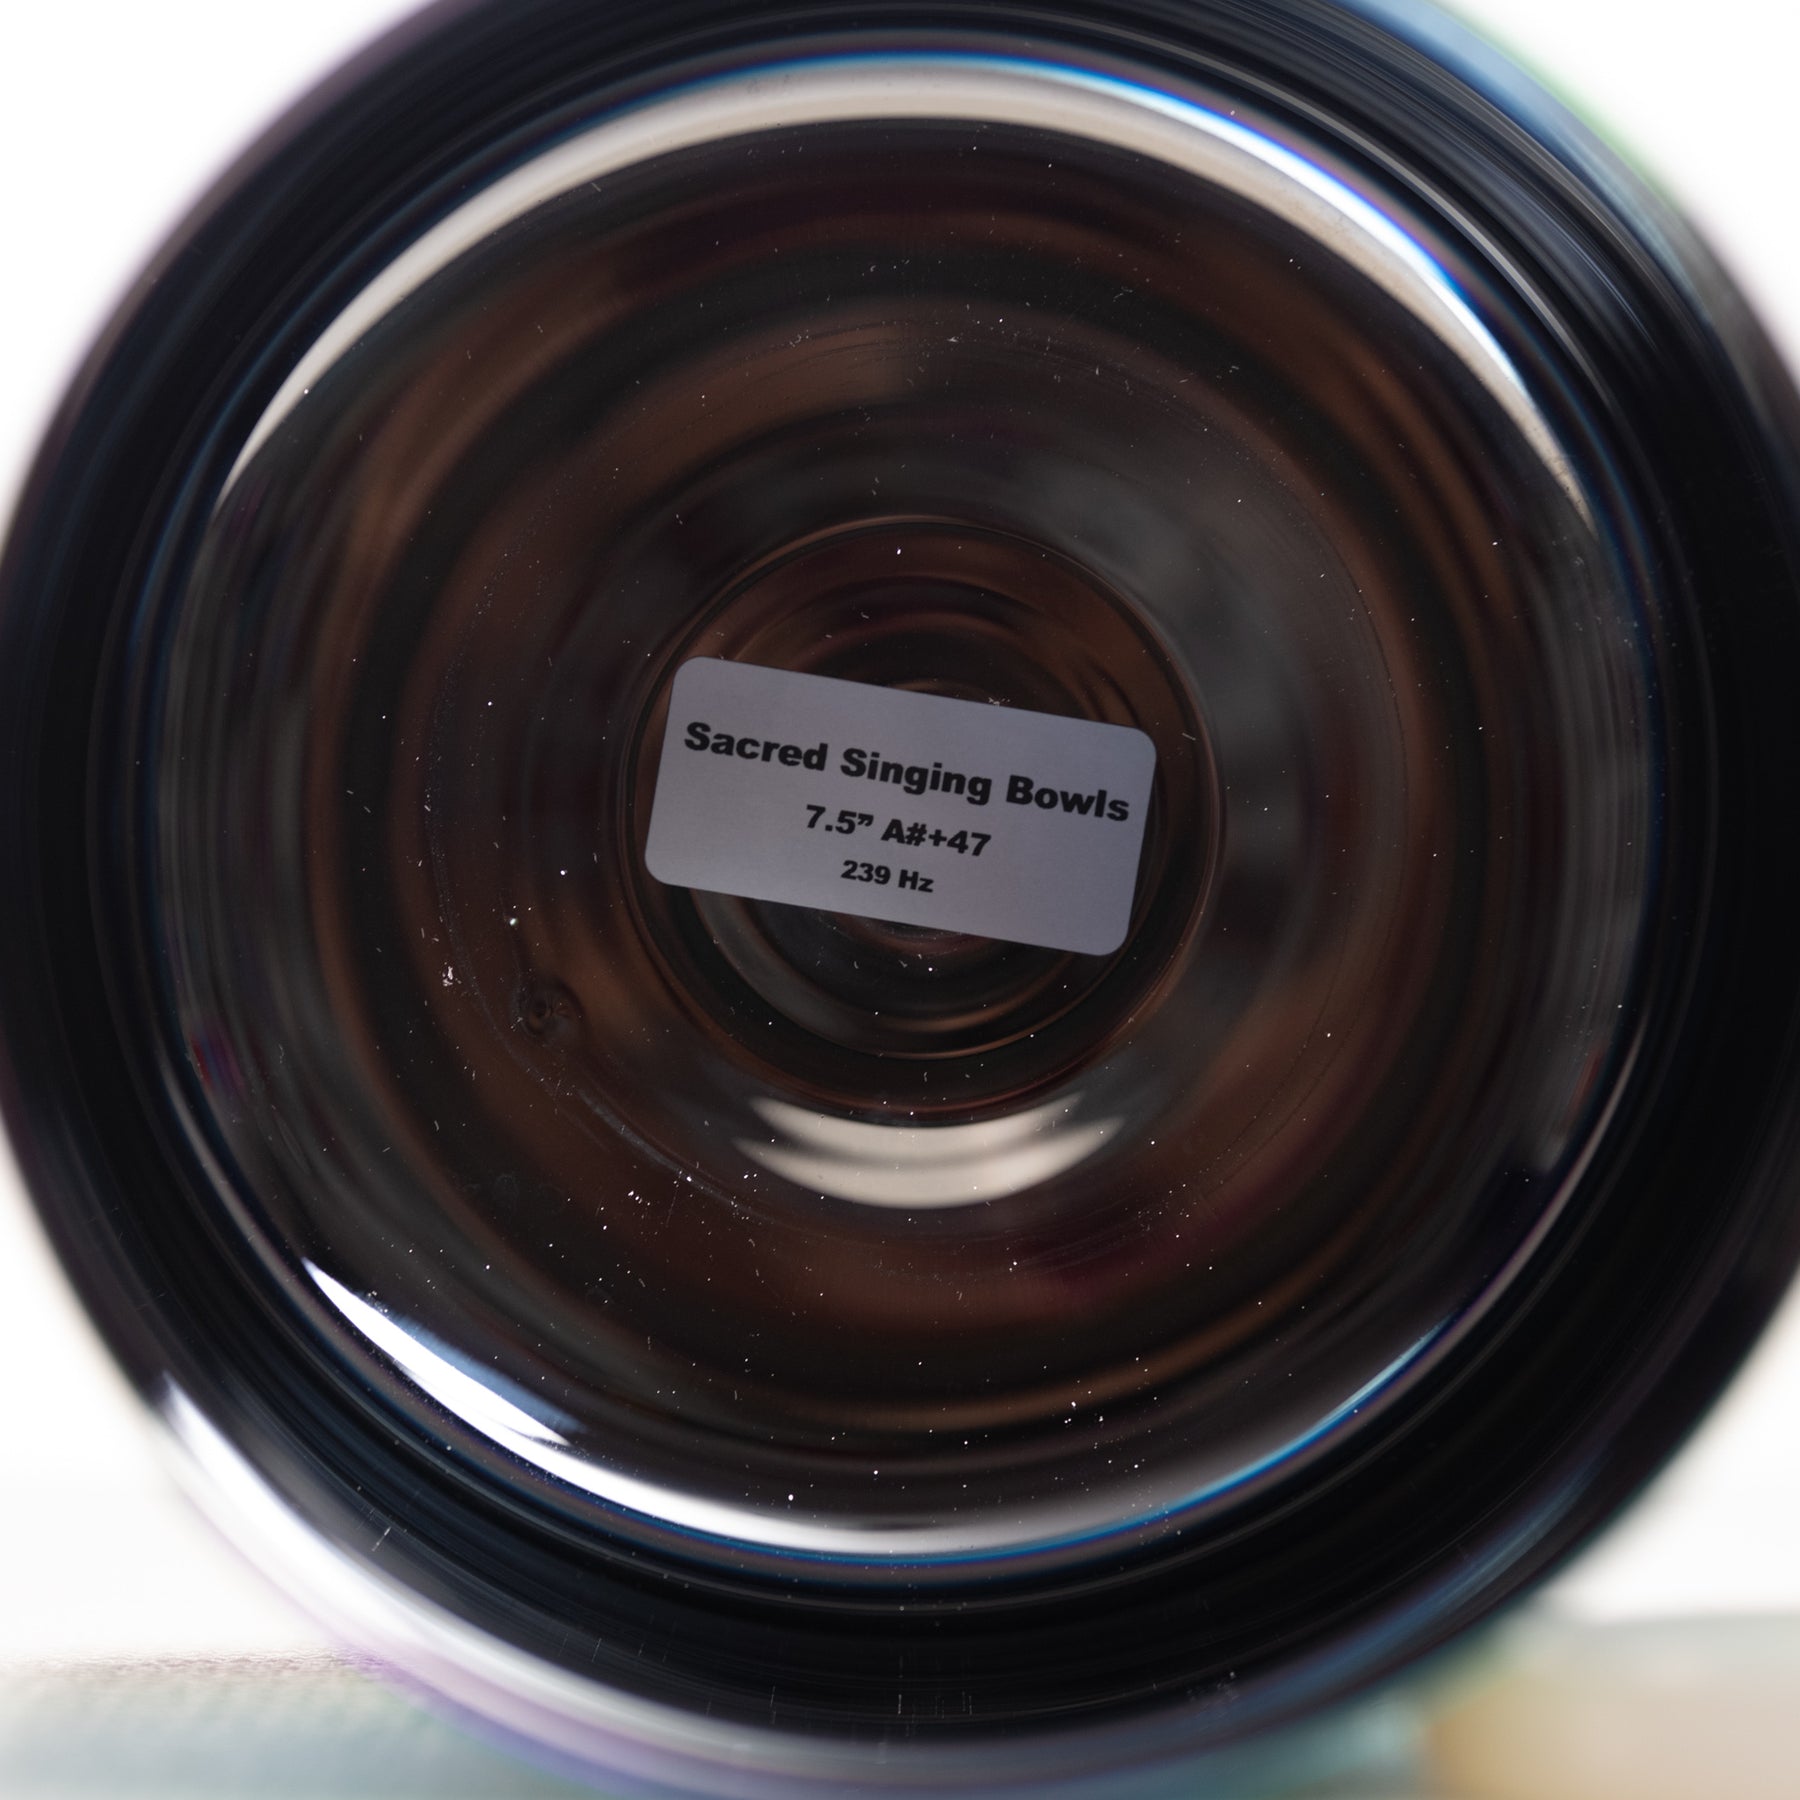 Sacred Singing Bowls
7.5” A#+47
239 Hz